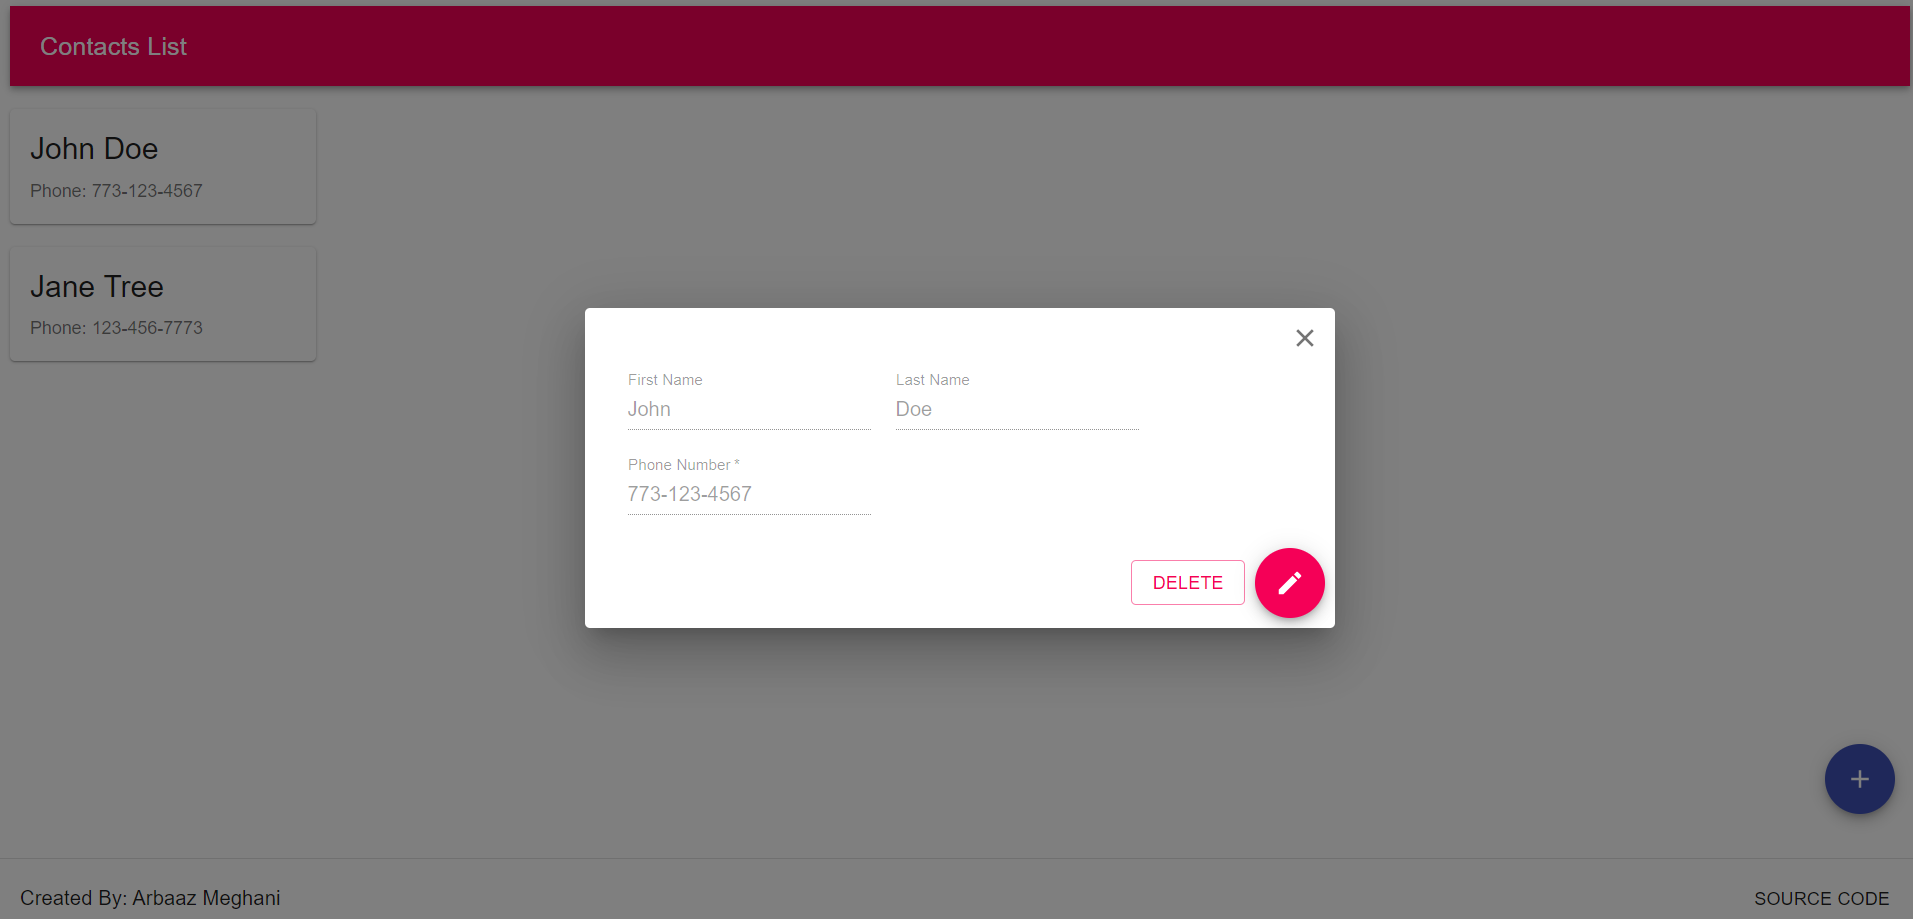 Contacts List
John Doe
Phone: 773-123-4567
Jane Tree
Phone: 123-456-7773
First Name
Last Name
John
Doe
Phone Number *
773-123-4567
DELETE
Created By: Arbaaz Meghani
SOURCE CODE